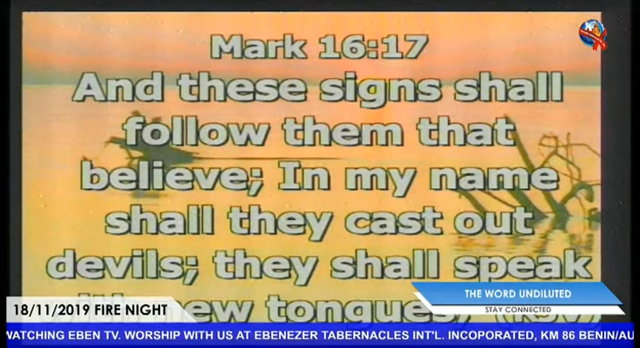 Mark 16:17
And these signs shall
follow them that
believe; In my name
shall they cast out
devils; they shall speak
new tongues;
THE WORD UNDILUTED
STAY CONNECTED
18/11/2019 FIRE NIGHT
WATCHING EBEN TV. WORSHIP WITH US AT EBENEZER TABERNACLES INT'L. INCOPORATED, KM 86 BENIN/AU